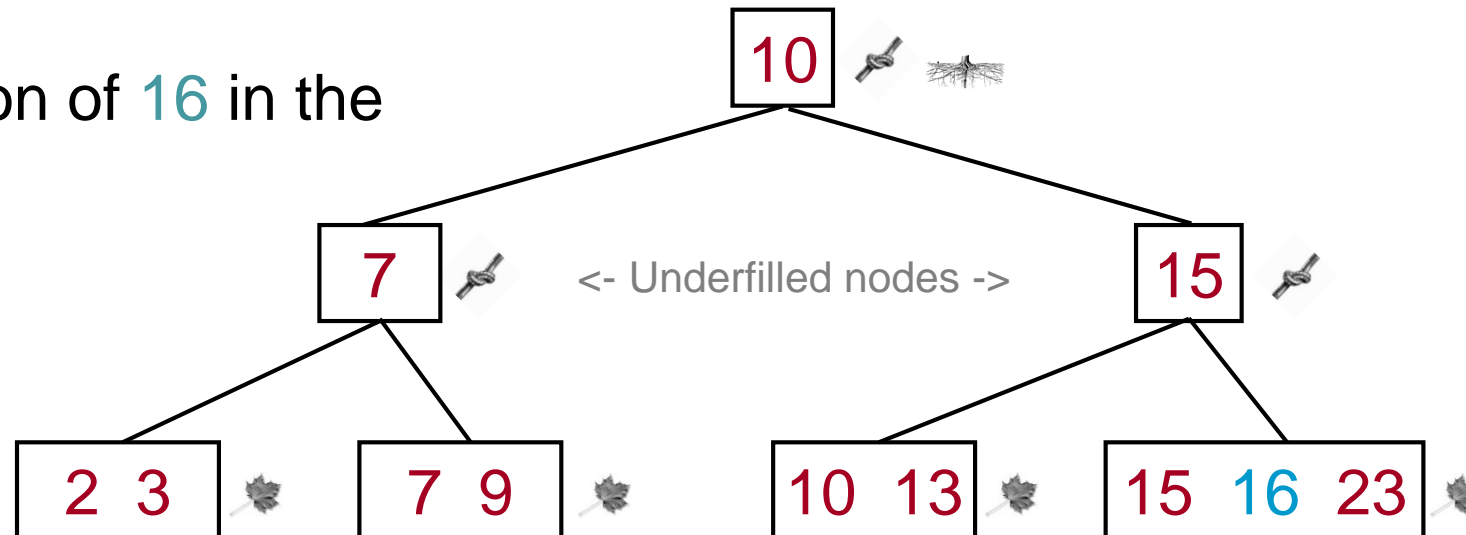 10
on of 16 in the
7
<- Underfilled nodes ->
15
2 3
7 9
10 13
15 16 23